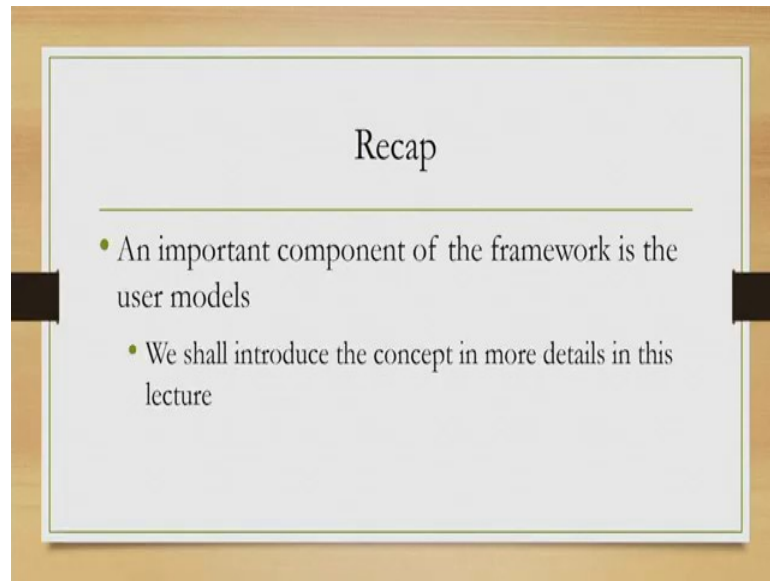 Recap
• An important component of the framework is the
user models
• We shall introduce the concept in more details in this
lecture